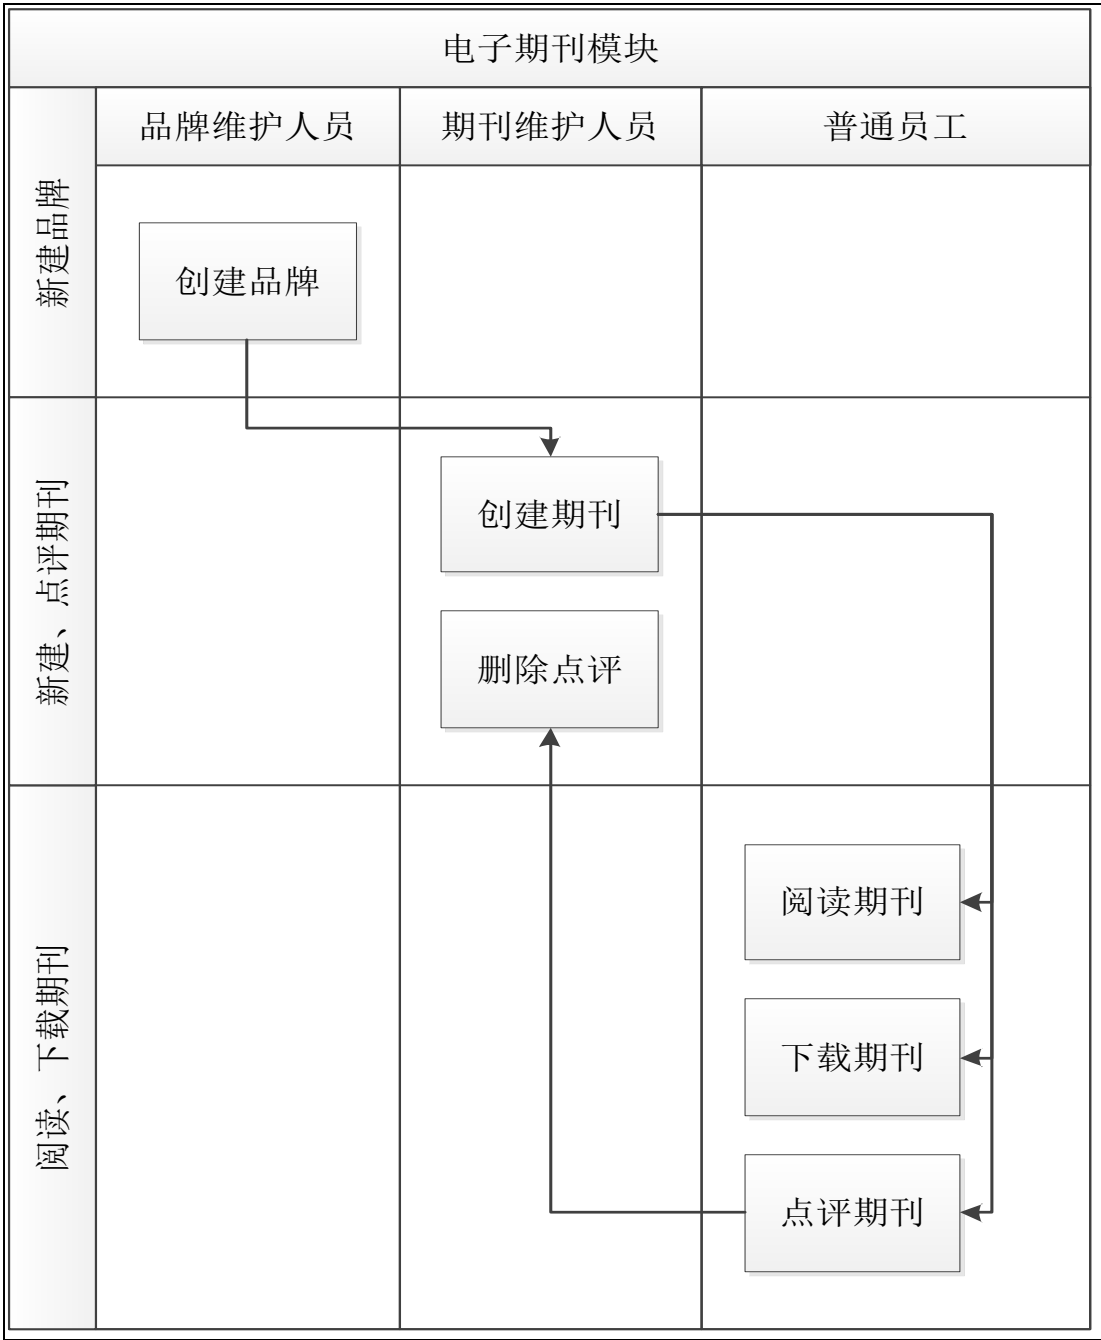 电子期刊模块
品牌维护人员
期刊维护人员
普通员工
新建品牌
创建品牌
新建、点评期刊
创建期刊
删除点评
阅读、下载期刊
阅读期刊
下载期刊
点评期刊